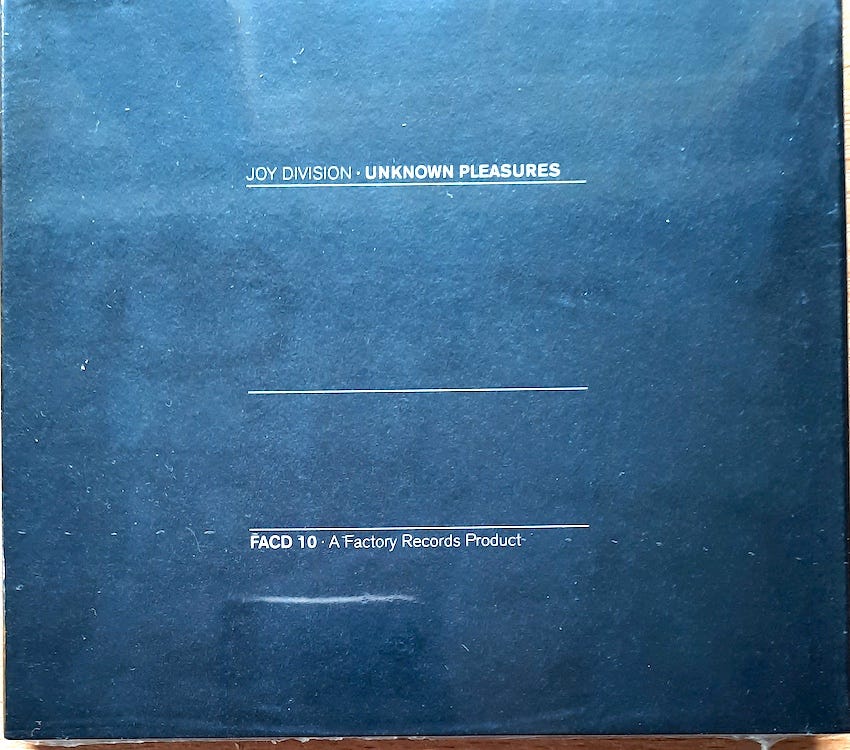 JOY DIVISION · UNKNOWN PLEASURES
FACD 10 · A Factory Records Product